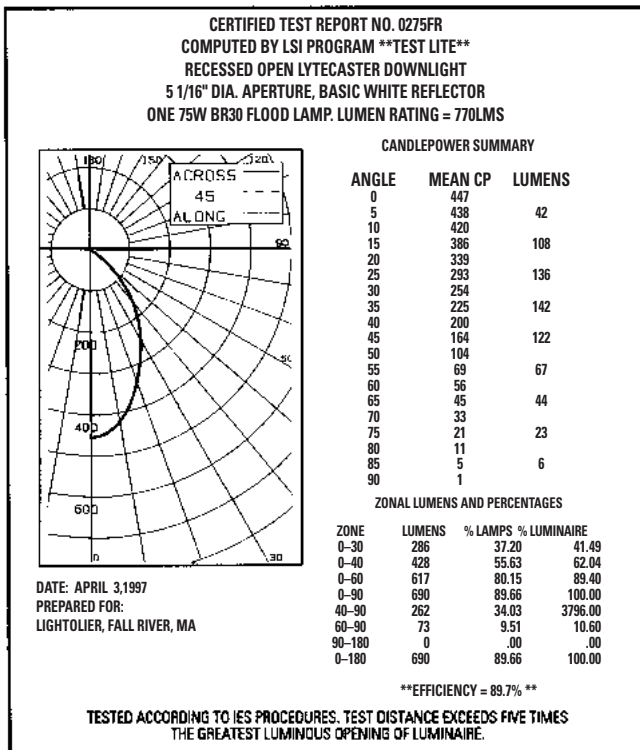 CERTIFIED TEST REPORT NO. 0275FR
COMPUTED BY LSI PROGRAM **TEST LITE**
RECESSED OPEN LYTECASTER DOWNLIGHT
5 1/16" DIA. APERTURE, BASIC WHITE REFLECTOR
ONE 75W BR30 FLOOD LAMP. LUMEN RATING = 770LMS
180 150 120
ACROSS
45
ALONG
90
200
400
600
0 30
DATE: APRIL 3,1997
PREPARED FOR:
LIGHTOLIER, FALL RIVER, MA
CANDLEPOWER SUMMARY
ANGLE MEAN CP LUMENS
0 447
5 438 42
10 420
15 386 108
20 339
25 293 136
30 254
35 225 142
40 200
45 164 122
50 104
55 69 67
60 56
65 45 44
70 33
75 21 23
80 11
85 5 6
90 1
ZONAL LUMENS AND PERCENTAGES
ZONE LUMENS % LAMPS % LUMINAIRE
0–30 286 37.20 41.49
0–40 428 55.63 62.04
0–60 617 80.15 89.40
0–90 690 89.66 100.00
40–90 262 34.03 3796.00
60–90 73 9.51 10.60
90–180 0 .00 .00
0–180 690 89.66 100.00
**EFFICIENCY = 89.7% **
TESTED ACCORDING TO IES PROCEDURES. TEST DISTANCE EXCEEDS FIVE TIMES
THE GREATEST LUMINOUS OPENING OF LUMINAIRE.